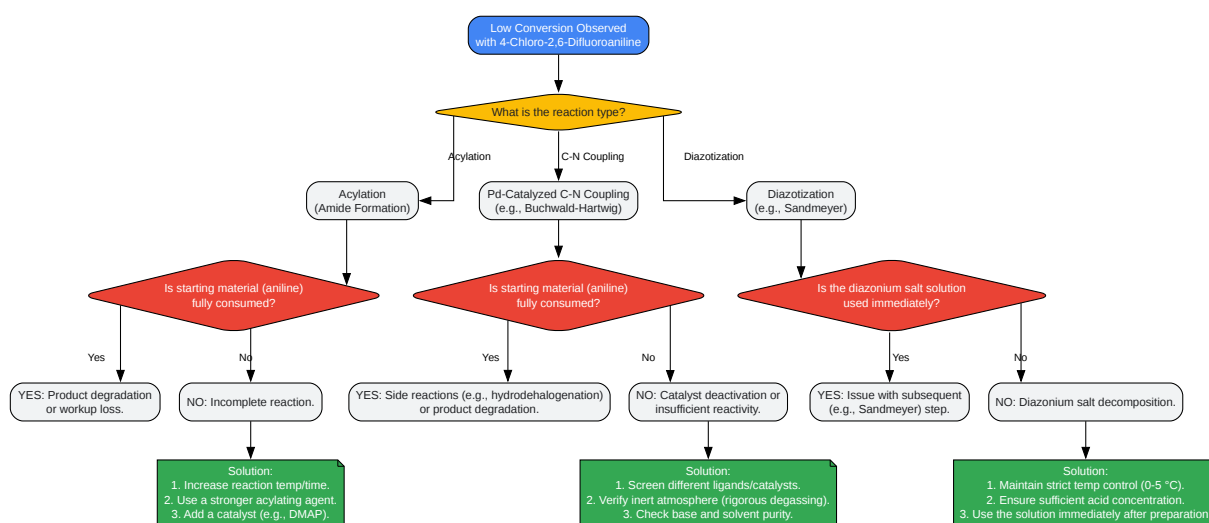 Low Conversion Observed
with 4-Chloro-2,6-Difluoroaniline
What is the reaction type?
Acylation
C-N Coupling
Diazotization
Acylation
(Amide Formation)
Pd-Catalyzed C-N Coupling
(e.g., Buchwald-Hartwig)
Diazotization
(e.g., Sandmeyer)
Is starting material (aniline)
fully consumed?
Is starting material (aniline)
fully consumed?
Is the diazonium salt solution
used immediately?
Yes
No
Yes
No
Yes
No
YES: Product degradation
or workup loss.
NO: Incomplete reaction.
YES: Side reactions (e.g., hydrodehalogenation)
or product degradation.
NO: Catalyst deactivation or
insufficient reactivity.
YES: Issue with subsequent
(e.g., Sandmeyer) step.
NO: Diazonium salt decomposition.
Solution:
1. Increase reaction temp/time.
2. Use a stronger acylating agent.
3. Add a catalyst (e.g., DMAP).
Solution:
1. Screen different ligands/catalysts.
2. Verify inert atmosphere (rigorous degassing).
3. Check base and solvent purity.
Solution:
1. Maintain strict temp control (0-5 °C).
2. Ensure sufficient acid concentration.
3. Use the solution immediately after preparation